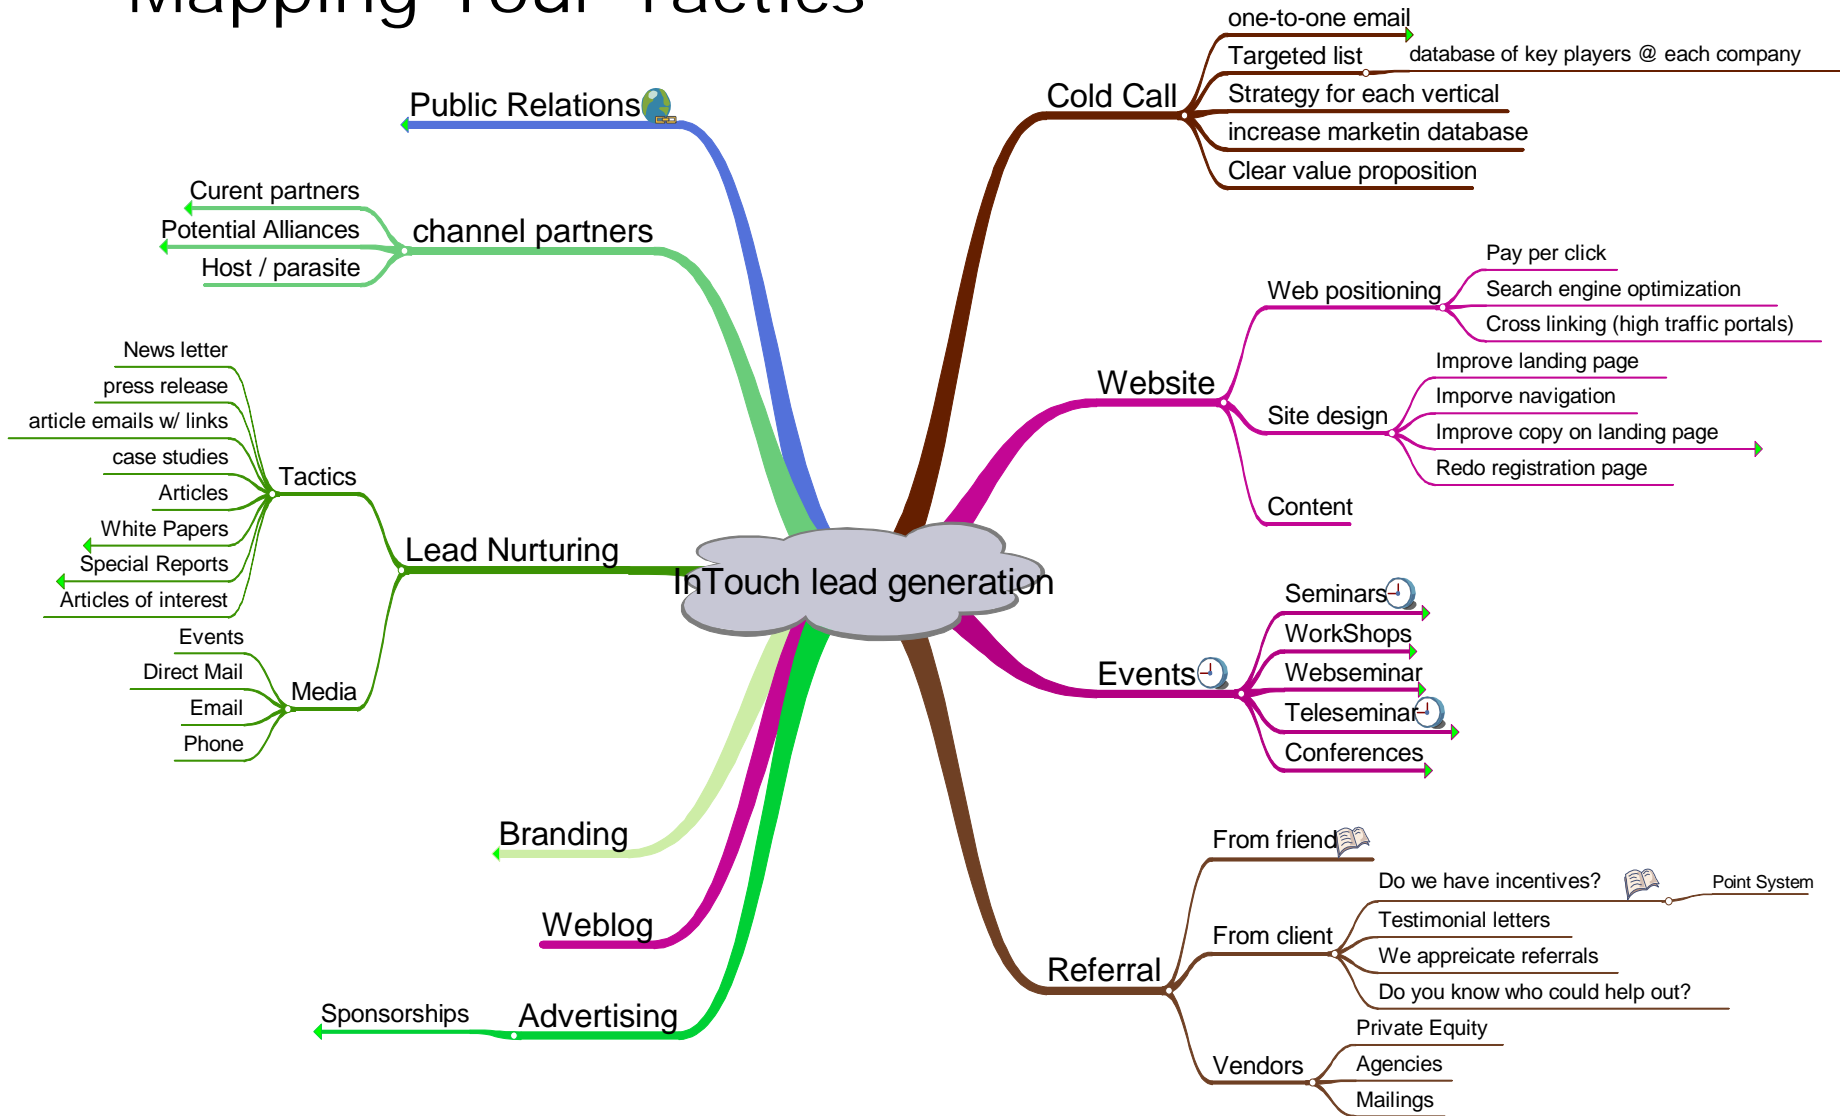 Mapping Your Tactics
InTouch lead generation
Cold Call
one-to-one email
Targeted list
database of key players @ each company
Strategy for each vertical
increase marketin database
Clear value proposition
Website
Web positioning
Pay per click
Search engine optimization
Cross linking (high traffic portals)
Site design
Improve landing page
Imporve navigation
Improve copy on landing page
Redo registration page
Content
Events
Seminars
WorkShops
Webseminar
Teleseminar
Conferences
Referral
From friend
From client
Do we have incentives?
Point System
Testimonial letters
We appreicate referrals
Do you know who could help out?
Vendors
Private Equity
Agencies
Mailings
Public Relations
channel partners
Curent partners
Potential Alliances
Host / parasite
Lead Nurturing
Tactics
News letter
press release
article emails w/ links
case studies
Articles
White Papers
Special Reports
Articles of interest
Media
Events
Direct Mail
Email
Phone
Branding
Weblog
Advertising
Sponsorships